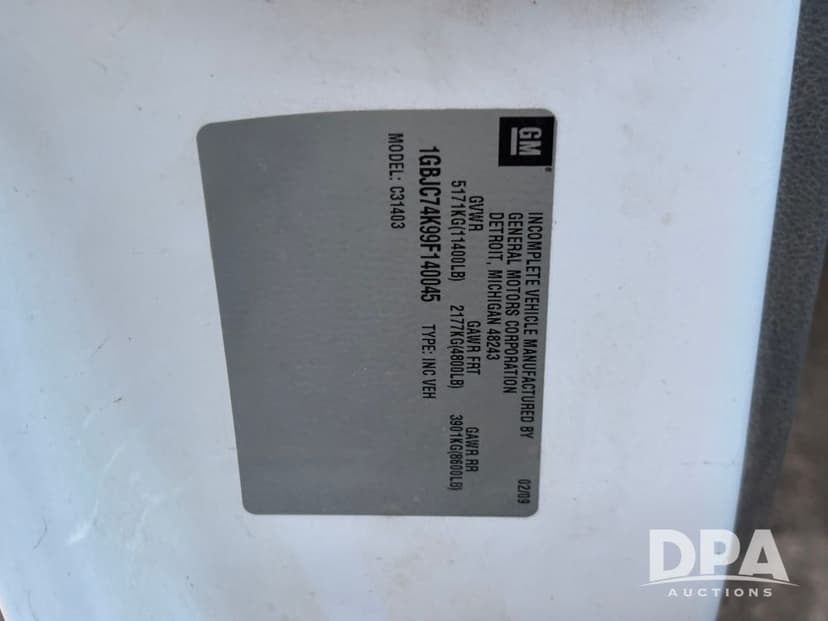 GM
INCOMPLETE VEHICLE MANUFACTURED BY
GENERAL MOTORS CORPORATION
DETROIT, MICHIGAN 48243
02/09
GVWR GAWR FRT GAWR RR
5171KG(11400LB) 2177KG(4800LB) 3901KG(8600LB)
1GBJC74K99F140045 TYPE: INC VEH
MODEL: C31403
DPA
AUCTIONS